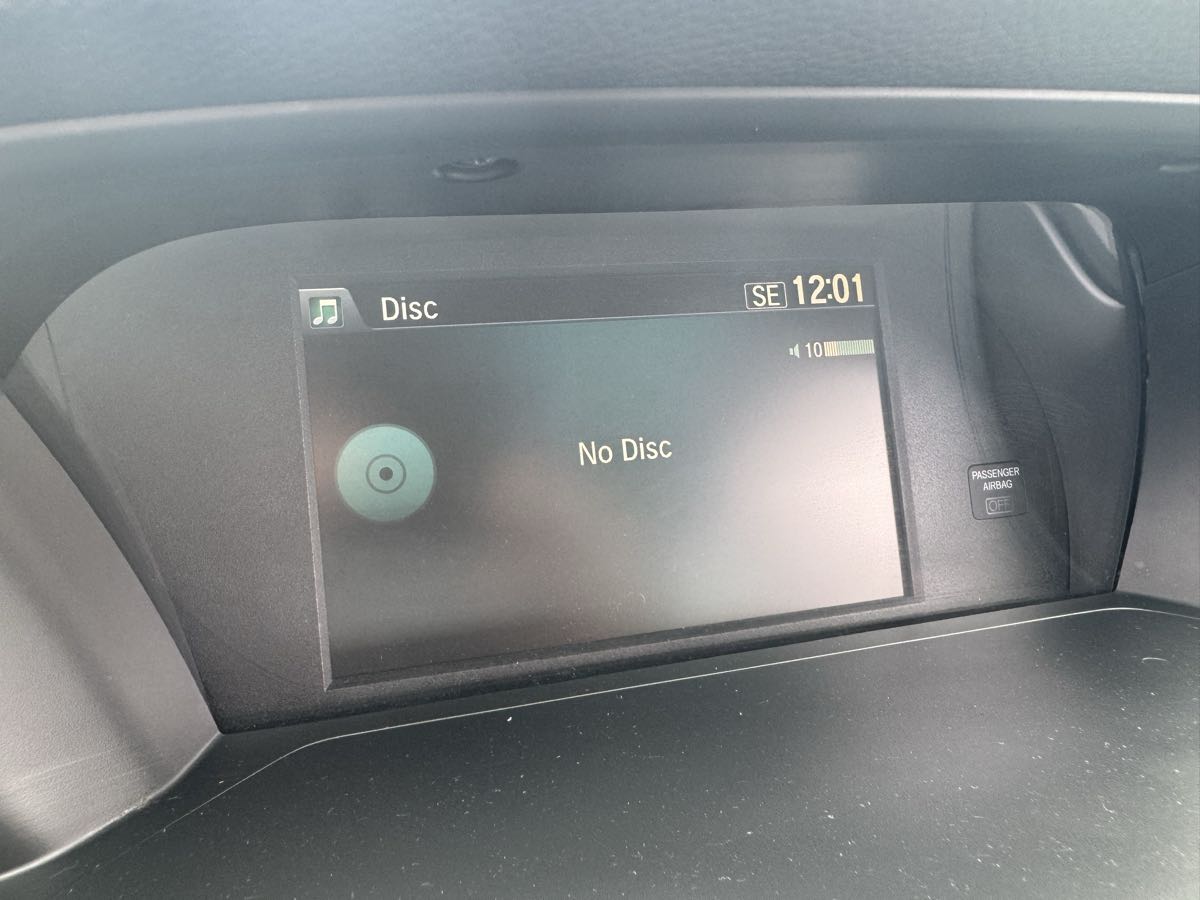 Disc
SE 12:01
10
No Disc
PASSENGER
AIRBAG
OFF